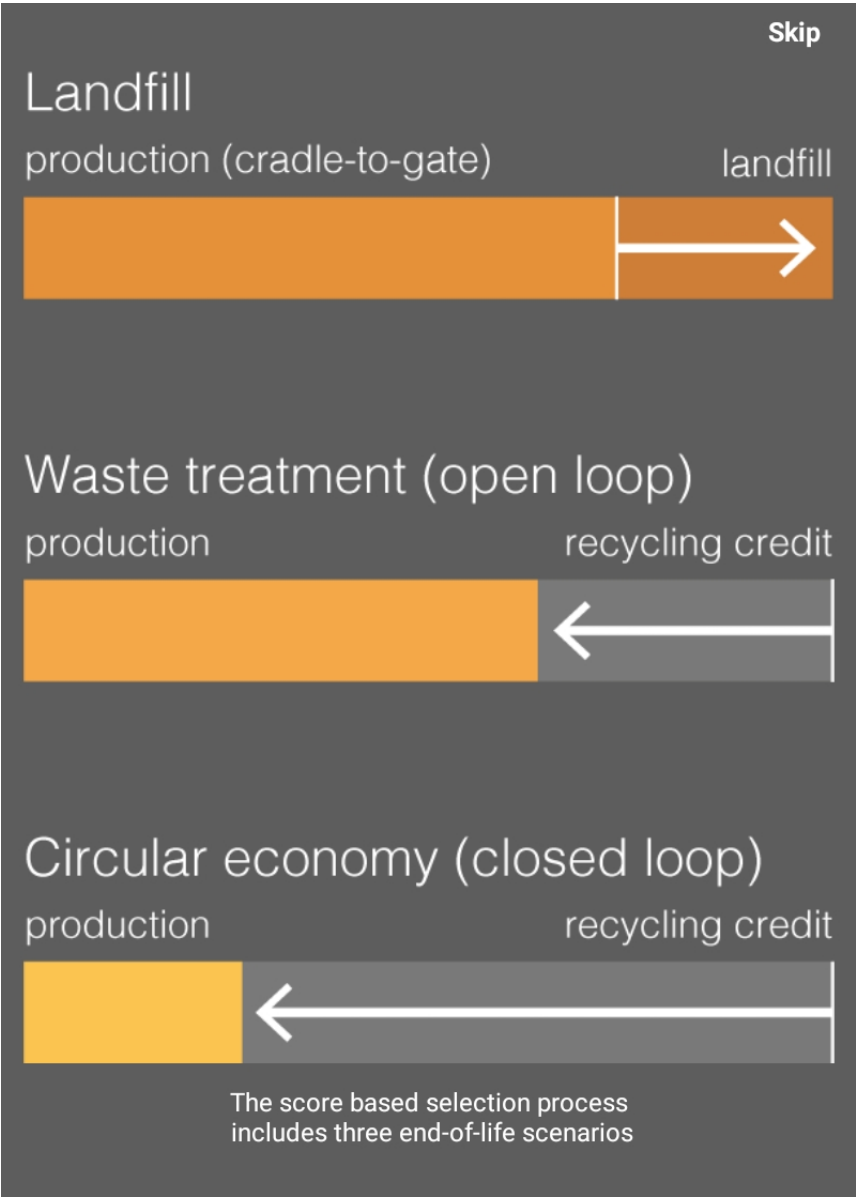 Skip
Landfill
production (cradle-to-gate) landfill
Waste treatment (open loop)
production recycling credit
Circular economy (closed loop)
production recycling credit
The score based selection process
includes three end-of-life scenarios